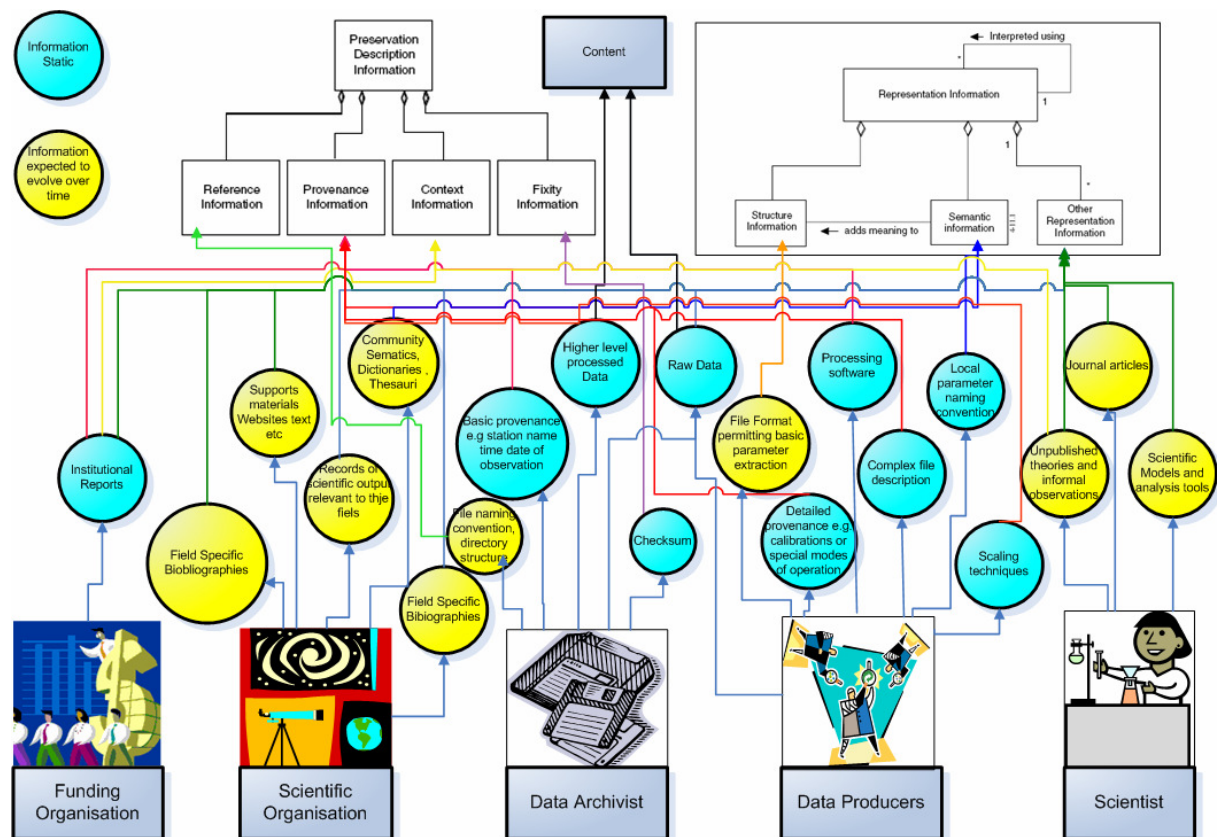 Information
Static
Information
expected to
evolve over
time
Preservation
Description
Information
Content
Interpreted using
*
Representation Information
1
1
*
Reference
Information
Provenance
Information
Context
Information
Fixity
Information
Structure
Information
adds meaning to
Semantic
information
4-11.1
Other
Representation
Information
Community
Sematics,
Dictionaries ,
Thesauri
Higher level
processed
Data
Raw Data
Processing
software
Local
parameter
naming
convention
Journal articles
Supports
materials
Websites text
etc
Basic provenance
e.g station name
time date of
observation
File Format
permitting basic
parameter
extraction
Institutional
Reports
Records of
scientific output
relevant to thje
fiels
Complex file
description
Unpublished
theories and
informal
observations
Scientific
Models and
analysis tools
File naming
convention,
directory
structure
Checksum
Detailed
provenance e.g.
calibrations or
special modes
of operation
Field Specific
Biobliographies
Scaling
techniques
Field Specific
Bibiographies
Funding
Organisation
Scientific
Organisation
Data Archivist
Data Producers
Scientist